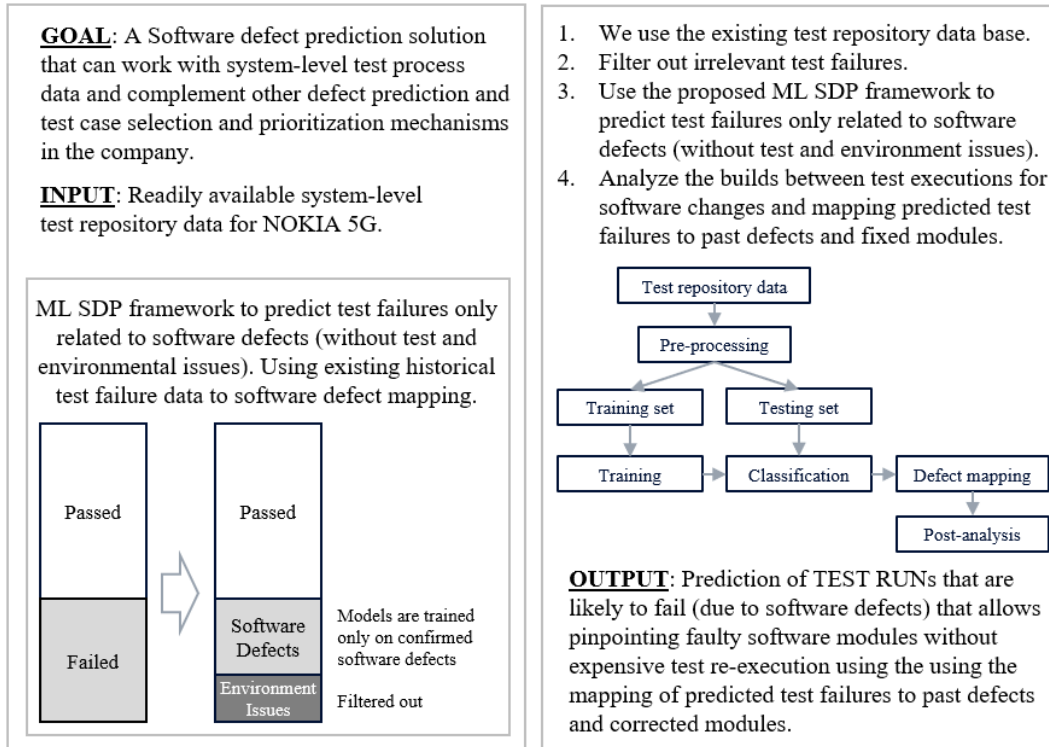 GOAL: A Software defect prediction solution
that can work with system-level test process
data and complement other defect prediction and
test case selection and prioritization mechanisms
in the company.
INPUT: Readily available system-level
test repository data for NOKIA 5G.
ML SDP framework to predict test failures only
related to software defects (without test and
environmental issues). Using existing historical
test failure data to software defect mapping.
Passed
Passed
Failed
Software
Defects
Environment
Issues
Models are trained
only on confirmed
software defects
Filtered out
1. We use the existing test repository data base.
2. Filter out irrelevant test failures.
3. Use the proposed ML SDP framework to
predict test failures only related to software
defects (without test and environment issues).
4. Analyze the builds between test executions for
software changes and mapping predicted test
failures to past defects and fixed modules.
Test repository data
Pre-processing
Training set
Testing set
Training
Classification
Defect mapping
Post-analysis
OUTPUT: Prediction of TEST RUNs that are
likely to fail (due to software defects) that allows
pinpointing faulty software modules without
expensive test re-execution using the using the
mapping of predicted test failures to past defects
and corrected modules.